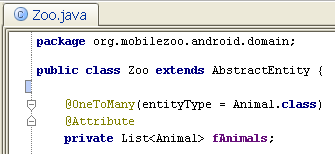 Zoo.java
package org.mobilezoo.android.domain;
public class Zoo extends AbstractEntity {
@OneToMany(entityType = Animal.class)
@Attribute
private List<Animal> fAnimals;